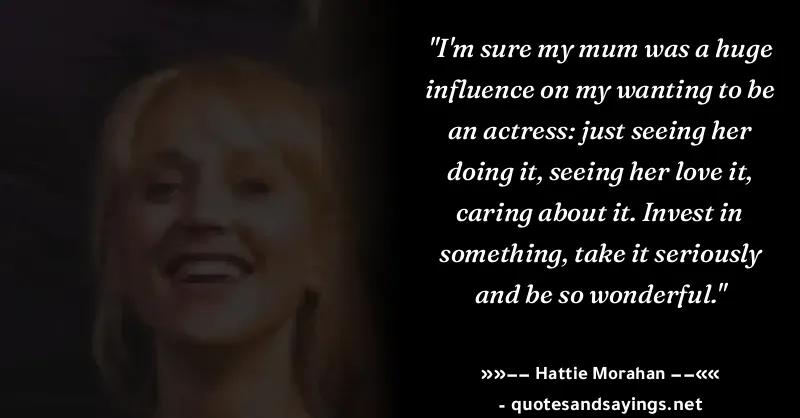 "I'm sure my mum was a huge
influence on my wanting to be
an actress: just seeing her
doing it, seeing her love it,
caring about it. Invest in
something, take it seriously
and be so wonderful."
»»−− Hattie Morahan −−««
- quotesandsayings.net